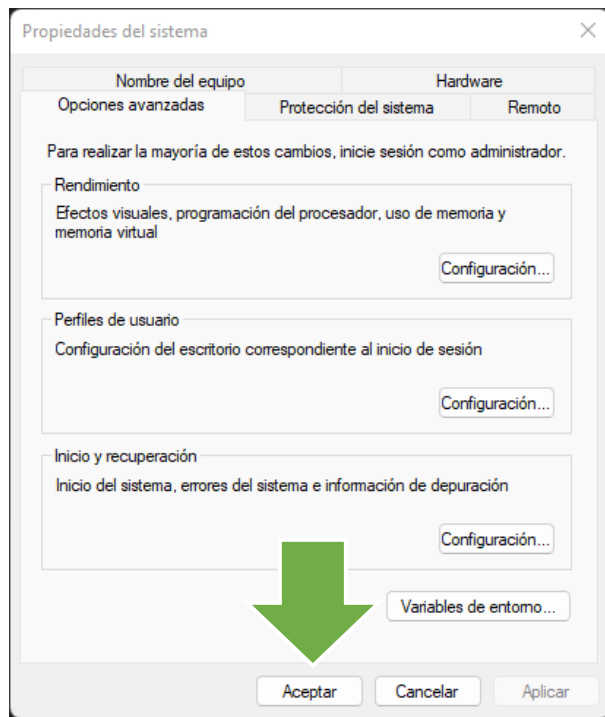 Propiedades del sistema
Nombre del equipo
Hardware
Opciones avanzadas
Protección del sistema
Remoto
Para realizar la mayoría de estos cambios, inicie sesión como administrador.
Rendimiento
Efectos visuales, programación del procesador, uso de memoria y
memoria virtual
Configuración...
Perfiles de usuario
Configuración del escritorio correspondiente al inicio de sesión
Configuración...
Inicio y recuperación
Inicio del sistema, errores del sistema e información de depuración
Configuración...
Variables de entorno...
Aceptar
Cancelar
Aplicar